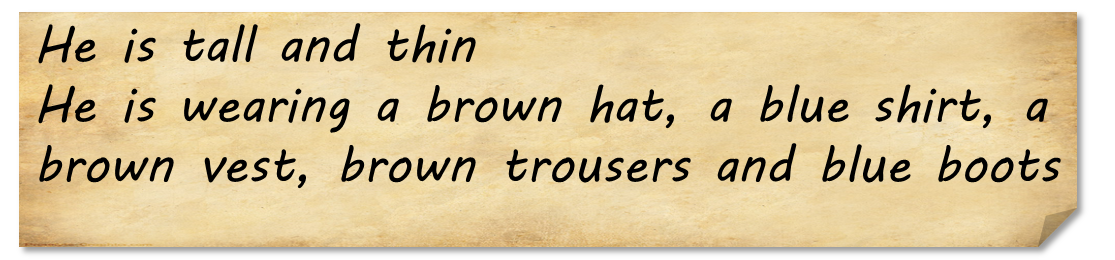 He is tall and thin
He is wearing a brown hat, a blue shirt, a
brown vest, brown trousers and blue boots